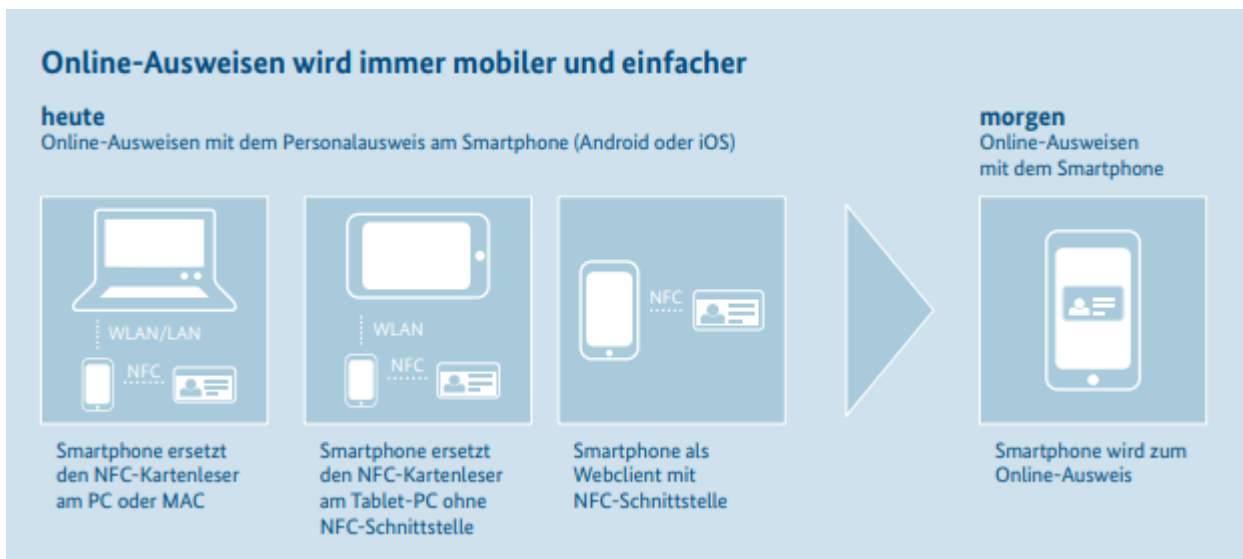 Online-Ausweisen wird immer mobiler und einfacher
heute
Online-Ausweisen mit dem Personalausweis am Smartphone (Android oder iOS)
morgen
Online-Ausweisen
mit dem Smartphone
WLAN/LAN
NFC
WLAN
NFC
NFC
Smartphone ersetzt
den NFC-Kartenleser
am PC oder MAC
Smartphone ersetzt
den NFC-Kartenleser
am Tablet-PC ohne
NFC-Schnittstelle
Smartphone als
Webclient mit
NFC-Schnittstelle
Smartphone wird zum
Online-Ausweis